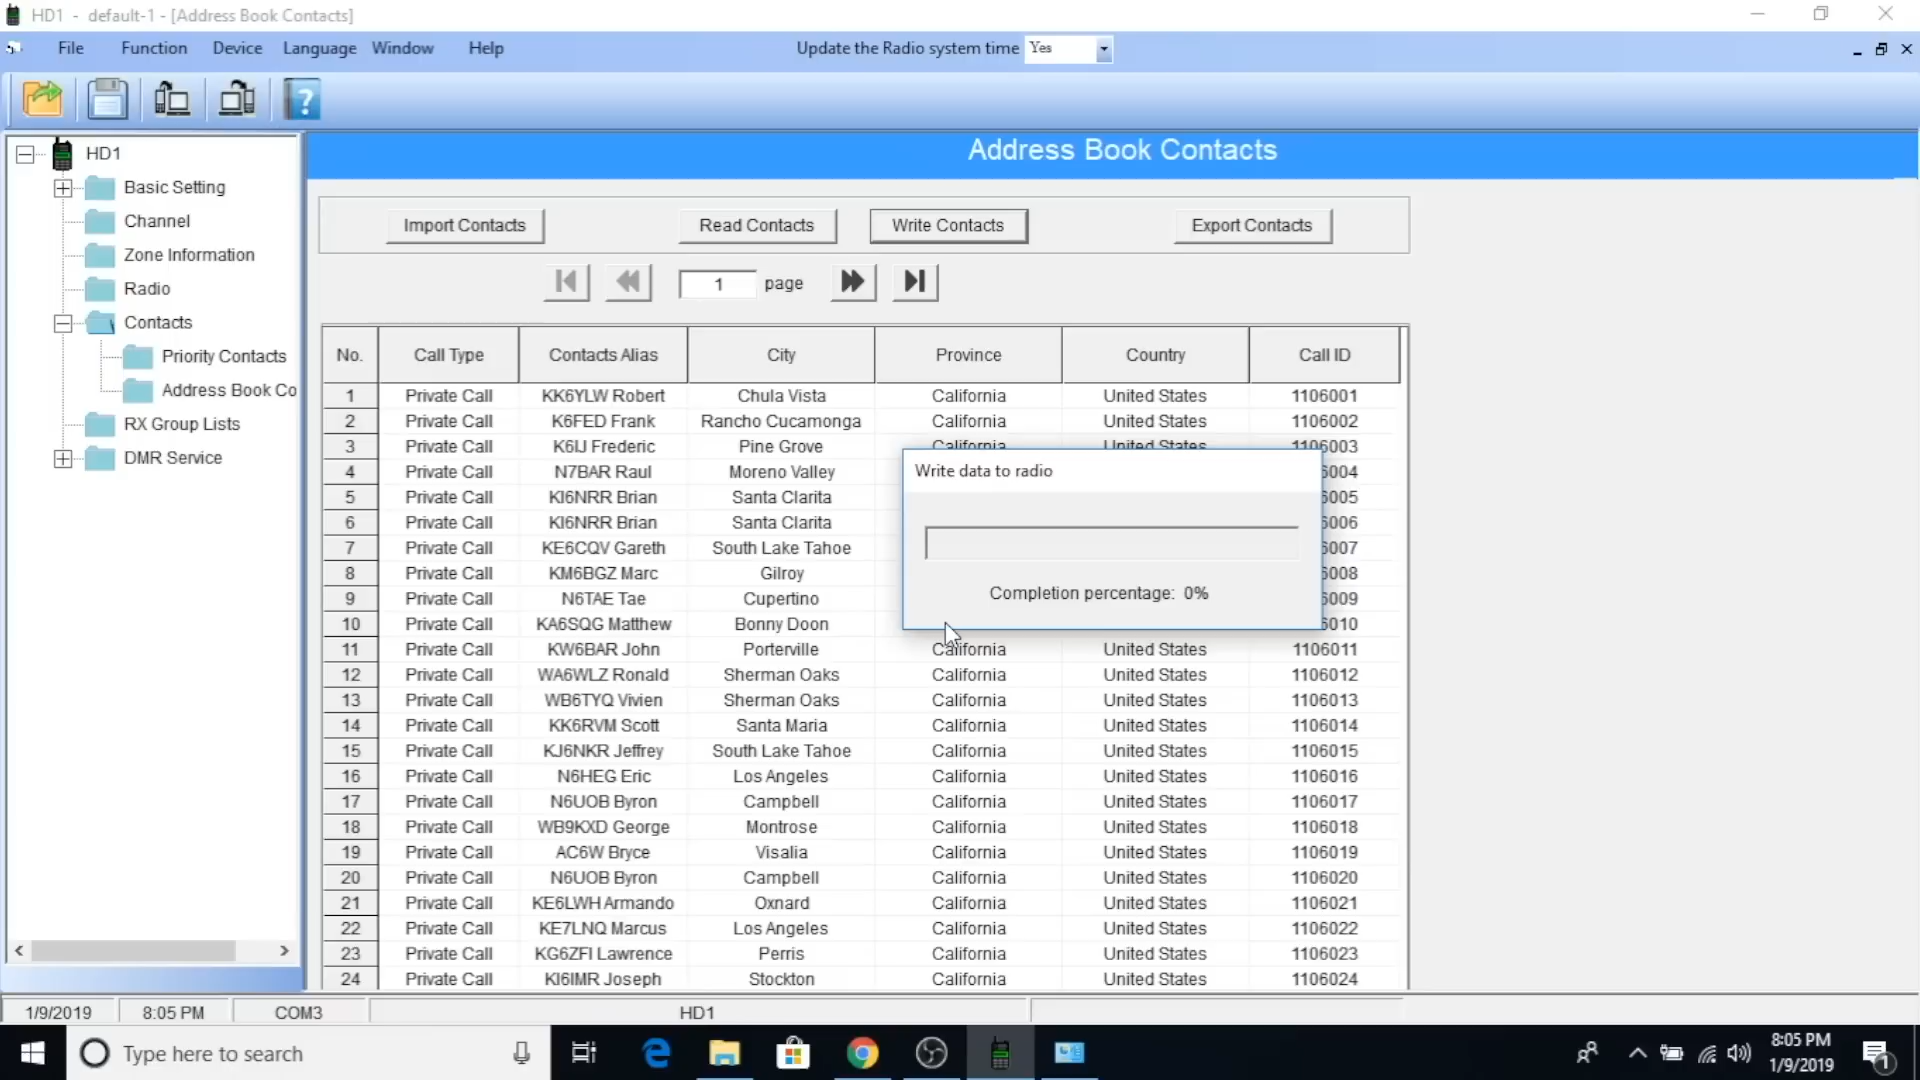 HD1 - default-1 - [Address Book Contacts]
File Function Device Language Window Help Update the Radio system time Yes
HD1
Basic Setting
Channel
Zone Information
Radio
Contacts
Priority Contacts
Address Book Co
RX Group Lists
DMR Service
Address Book Contacts
Import Contacts Read Contacts Write Contacts Export Contacts
1 page
No. Call Type Contacts Alias City Province Country Call ID
1 Private Call KK6YLW Robert Chula Vista California United States 1106001
2 Private Call K6FED Frank Rancho Cucamonga California United States 1106002
3 Private Call K6IJ Frederic Pine Grove California United States 1106003
4 Private Call N7BAR Raul Moreno Valley 6004
5 Private Call KI6NRR Brian Santa Clarita 6005
6 Private Call KI6NRR Brian Santa Clarita 6006
7 Private Call KE6CQV Gareth South Lake Tahoe 6007
8 Private Call KM6BGZ Marc Gilroy 6008
9 Private Call N6TAE Tae Cupertino 6009
10 Private Call KA6SQG Matthew Bonny Doon 6010
11 Private Call KW6BAR John Porterville California United States 1106011
12 Private Call WA6WLZ Ronald Sherman Oaks California United States 1106012
13 Private Call WB6TYQ Vivien Sherman Oaks California United States 1106013
14 Private Call KK6RVM Scott Santa Maria California United States 1106014
15 Private Call KJ6NKR Jeffrey South Lake Tahoe California United States 1106015
16 Private Call N6HEG Eric Los Angeles California United States 1106016
17 Private Call N6UOB Byron Campbell California United States 1106017
18 Private Call WB9KXD George Montrose California United States 1106018
19 Private Call AC6W Bryce Visalia California United States 1106019
20 Private Call N6UOB Byron Campbell California United States 1106020
21 Private Call KE6LWH Armando Oxnard California United States 1106021
22 Private Call KE7LNQ Marcus Los Angeles California United States 1106022
23 Private Call KG6ZFI Lawrence Perris California United States 1106023
24 Private Call KI6IMR Joseph Stockton California United States 1106024
Write data to radio
Completion percentage: 0%
1/9/2019 8:05 PM COM3 HD1
Type here to search
8:05 PM
1/9/2019
1